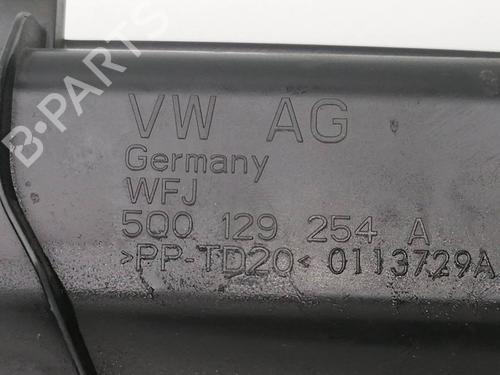 B-PARTS
VW AG
Germany
WFJ
5Q0 129 254 A
>PP-TD20< 0113729A